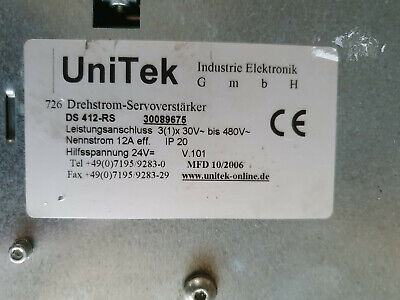 UniTek Industrie Elektronik
G m b H
726 Drehstrom-Servoverstärker
DS 412-RS 30089675
Leistungsanschluss 3(1)x 30V~ bis 480V~
Nennstrom 12A eff. IP 20
Hilfsspannung 24V= V.101
Tel +49(0)7195/9283-0 MFD 10/2006
Fax +49(0)7195/9283-29 www.unitek-online.de
CE